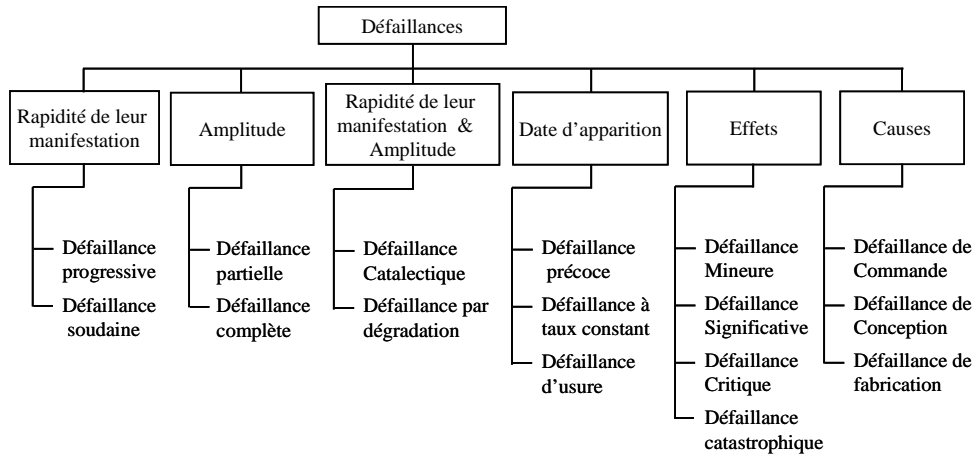 Défaillances
Rapidité de leur
manifestation
Amplitude
Rapidité de leur
manifestation &
Amplitude
Date d'apparition
Effets
Causes
Défaillance
progressive
Défaillance
soudaine
Défaillance
partielle
Défaillance
complète
Défaillance
Catalectique
Défaillance par
dégradation
Défaillance
précoce
Défaillance à
taux constant
Défaillance
d'usure
Défaillance
Mineure
Défaillance
Significative
Défaillance
Critique
Défaillance
catastrophique
Défaillance de
Commande
Défaillance de
Conception
Défaillance de
fabrication